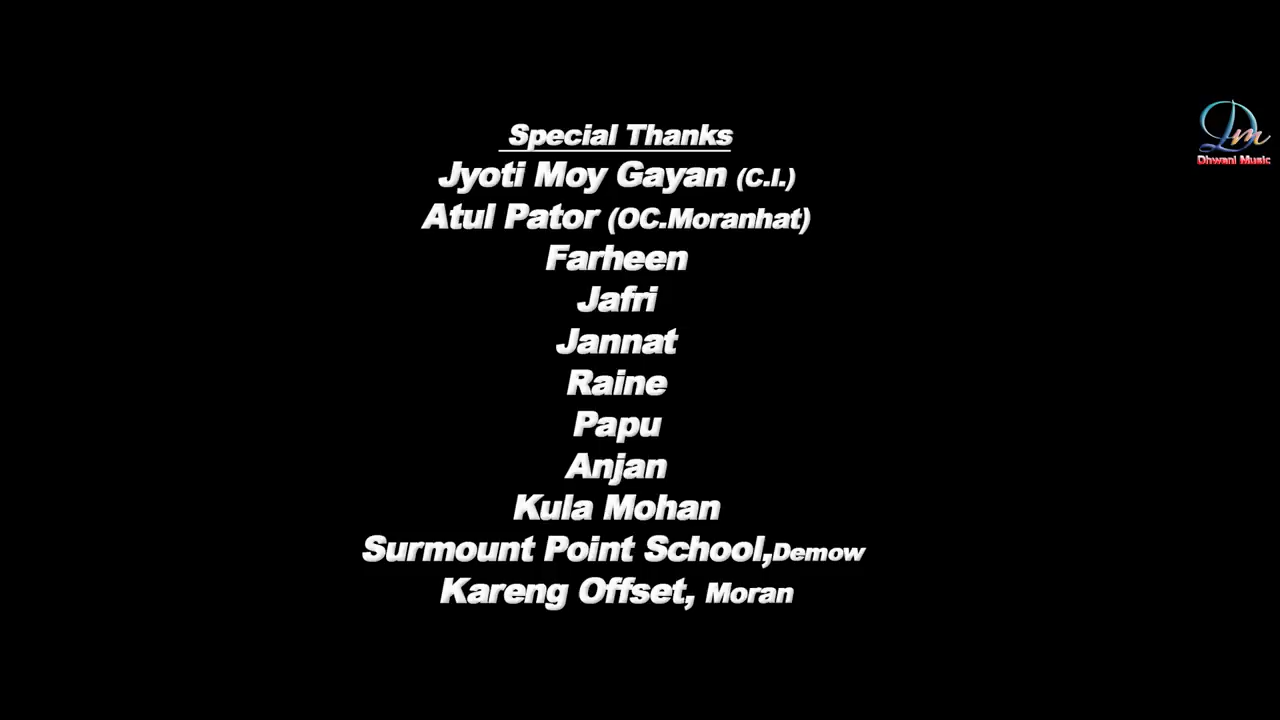 Special Thanks
Jyoti Moy Gayan (C.I.)
Atul Pator (OC.Moranhat)
Farheen
Jafri
Jannat
Raine
Papu
Anjan
Kula Mohan
Surmount Point School,Demow
Kareng Offset, Moran
Dm
Dhwani Music